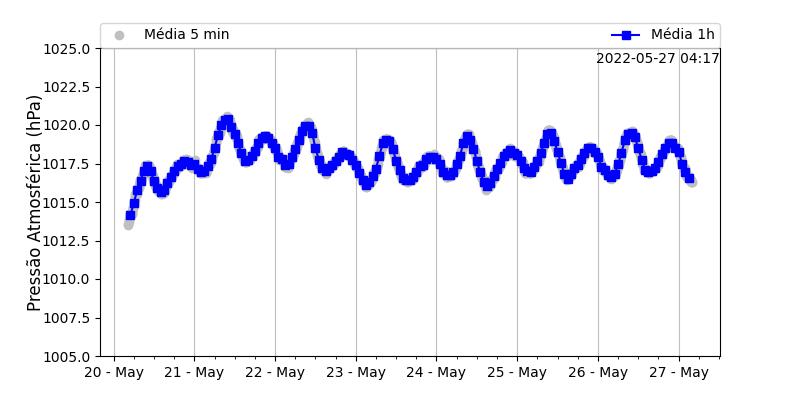 Média 5 min
Média 1h
2022-05-27 04:17
Pressão Atmosférica (hPa)
1025.0
1022.5
1020.0
1017.5
1015.0
1012.5
1010.0
1007.5
1005.0
20 - May
21 - May
22 - May
23 - May
24 - May
25 - May
26 - May
27 - May